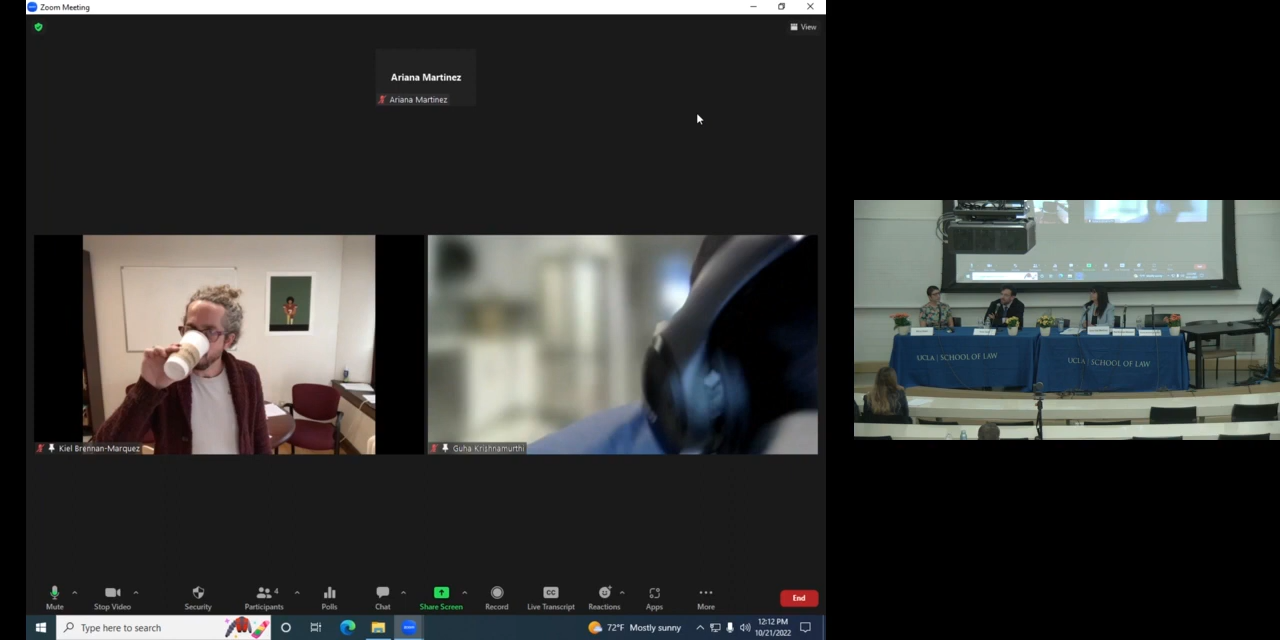 Zoom Meeting
View
Ariana Martinez
Ariana Martinez
Kiel Brennan-Marquez
Guha Krishnamurthi
UCLA | SCHOOL OF LAW
UCLA | SCHOOL OF LAW
Mute
Stop Video
Security
Participants
4
Polls
Chat
Share Screen
CC
Record
Live Transcript
Reactions
Apps
More
End
Type here to search
72°F Mostly sunny
12:12 PM
10/21/2022